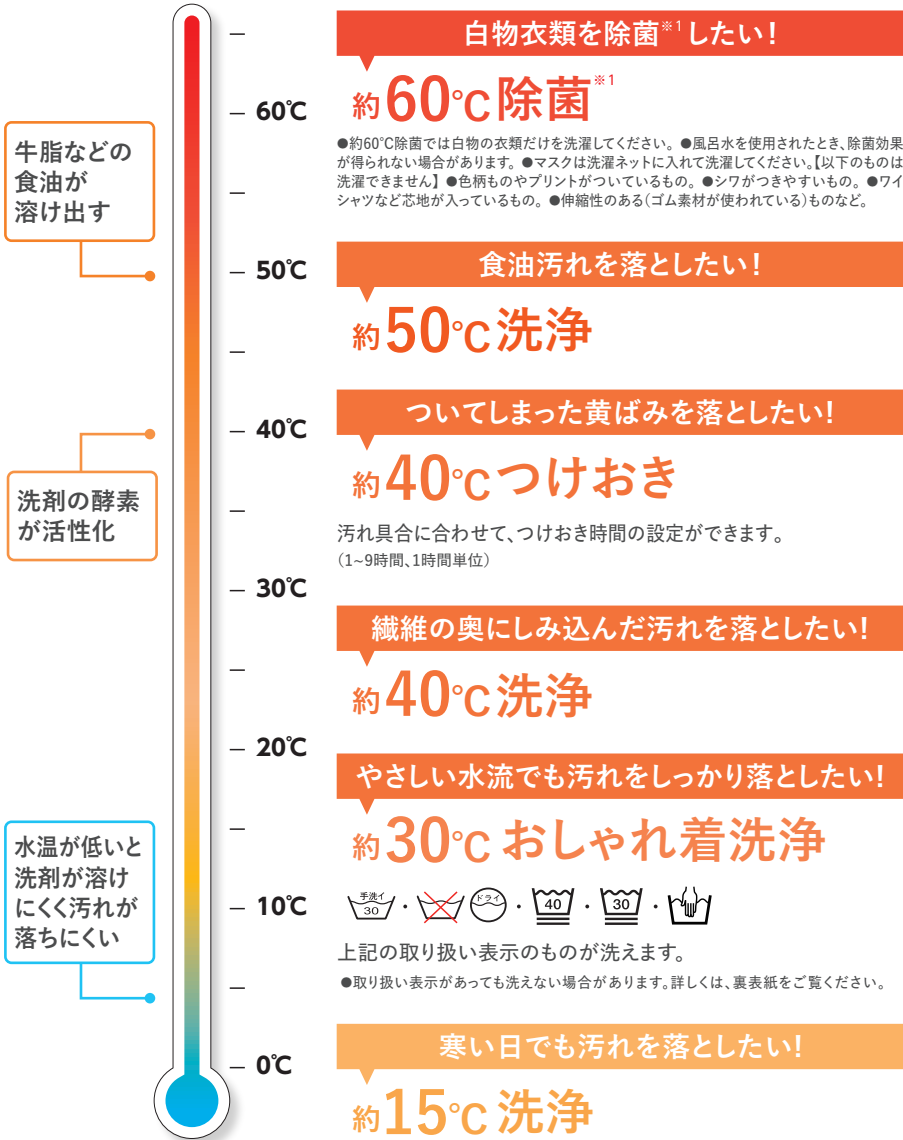 60℃
50℃
40℃
30℃
20℃
10℃
0℃
牛脂などの
食油が
溶け出す
洗剤の酵素
が活性化
水温が低いと
洗剤が溶け
にくく汚れが
落ちにくい
白物衣類を除菌※1したい!
約60℃除菌※1
●約60℃除菌では白物の衣類だけを洗濯してください。 ●風呂水を使用されたとき、除菌効果
が得られない場合があります。 ●マスクは洗濯ネットに入れて洗濯してください。【以下のものは
洗濯できません】 ●色柄ものやプリントがついているもの。 ●シワがつきやすいもの。 ●ワイ
シャツなど芯地が入っているもの。 ●伸縮性のある(ゴム素材が使われている)ものなど。
食油汚れを落としたい!
約50℃洗浄
ついてしまった黄ばみを落としたい!
約40℃つけおき
汚れ具合に合わせて、つけおき時間の設定ができます。
(1~9時間、1時間単位)
繊維の奥にしみ込んだ汚れを落としたい!
約40℃洗浄
やさしい水流でも汚れをしっかり落としたい!
約30℃おしゃれ着洗浄
手洗イ
30
・
ドライ
・
40
・
30
・
上記の取り扱い表示のものが洗えます。
●取り扱い表示があっても洗えない場合があります。詳しくは、裏表紙をご覧ください。
寒い日でも汚れを落としたい!
約15℃洗浄